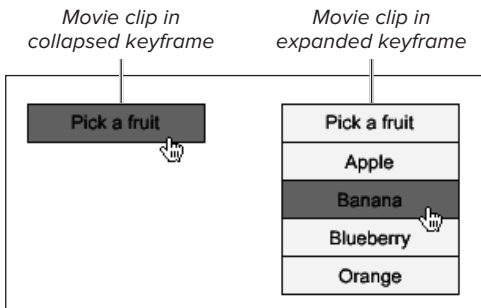 Movie clip in
collapsed keyframe
Movie clip in
expanded keyframe
Pick a fruit
Pick a fruit
Apple
Banana
Blueberry
Orange